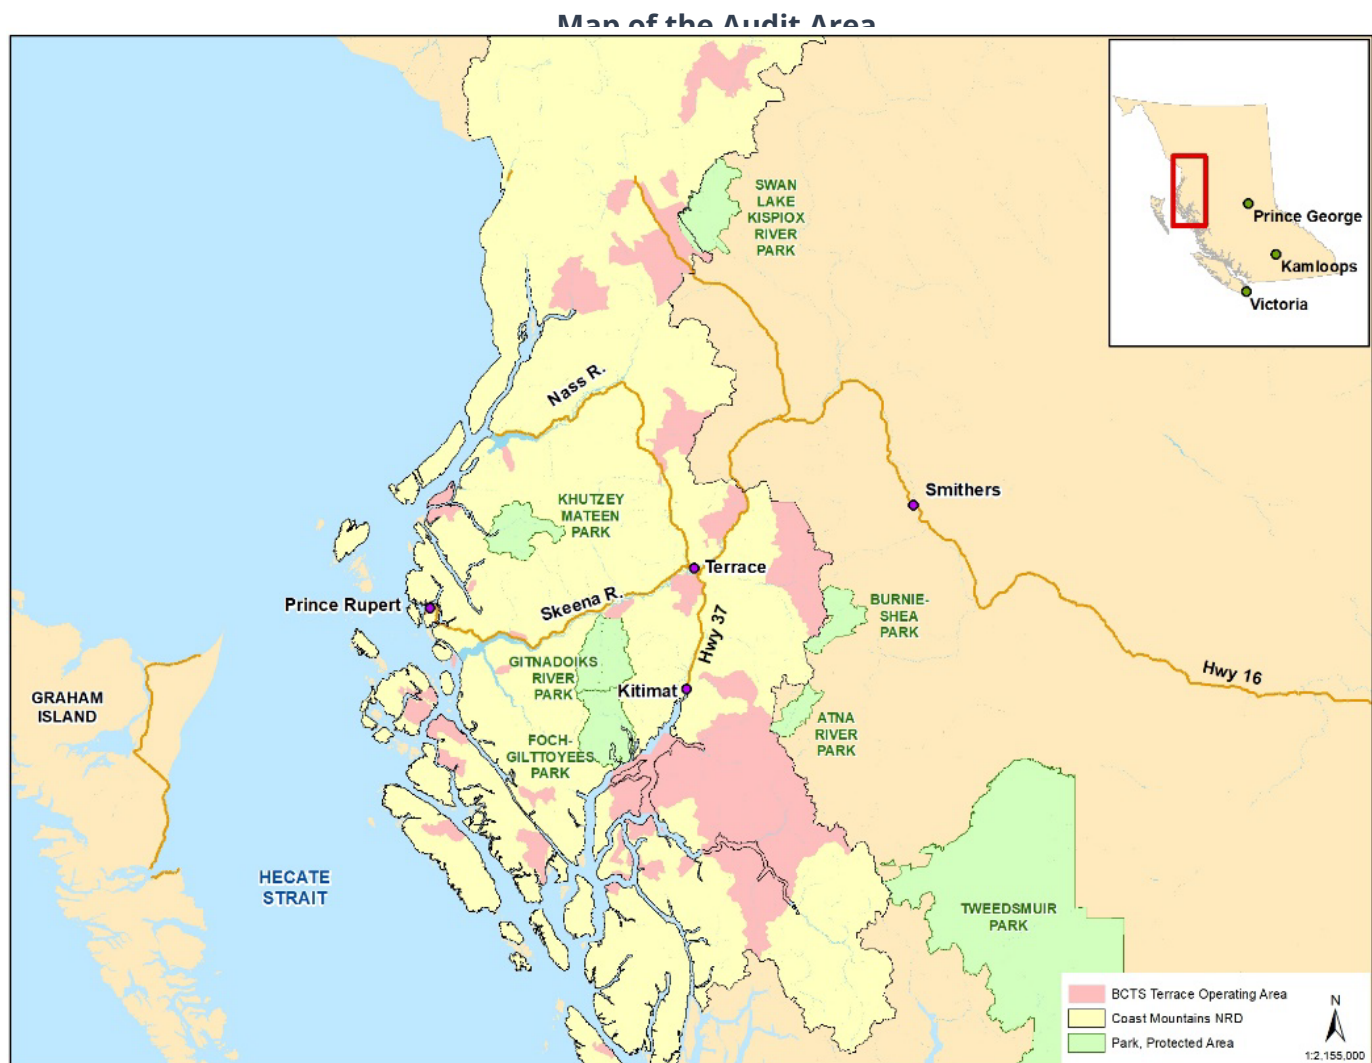 Map of the Audit Area
SWAN
LAKE
KISPIOX
RIVER
PARK
Prince George
Kamloops
Victoria
Nass R.
Smithers
KHUTZEY
MATEEN
PARK
Terrace
Prince Rupert
Skeena R.
BURNIE-
SHEA
PARK
Hwy 37
GITNADOIKS
RIVER
PARK
Kitimat
Hwy 16
GRAHAM
ISLAND
ATNA
RIVER
PARK
FOCH-
GILTTOYEES
PARK
HECATE
STRAIT
TWEEDSMUIR
PARK
BCTS Terrace Operating Area
Coast Mountains NRD
Park, Protected Area
N
1:2,155,000